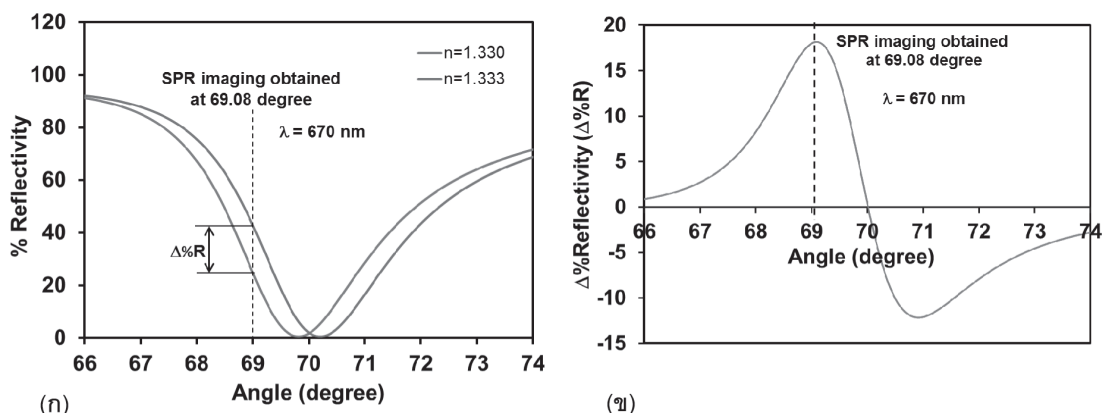 120
100
80
60
40
20
0
% Reflectivity
n=1.330
n=1.333
SPR imaging obtained
at 69.08 degree
λ = 670 nm
Δ%R
66 67 68 69 70 71 72 73 74
Angle (degree)
(ก)
20
15
10
5
0
-5
-10
-15
Δ%Reflectivity (Δ%R)
SPR imaging obtained
at 69.08 degree
λ = 670 nm
66 67 68 69 70 71 72 73 74
Angle (degree)
(ข)